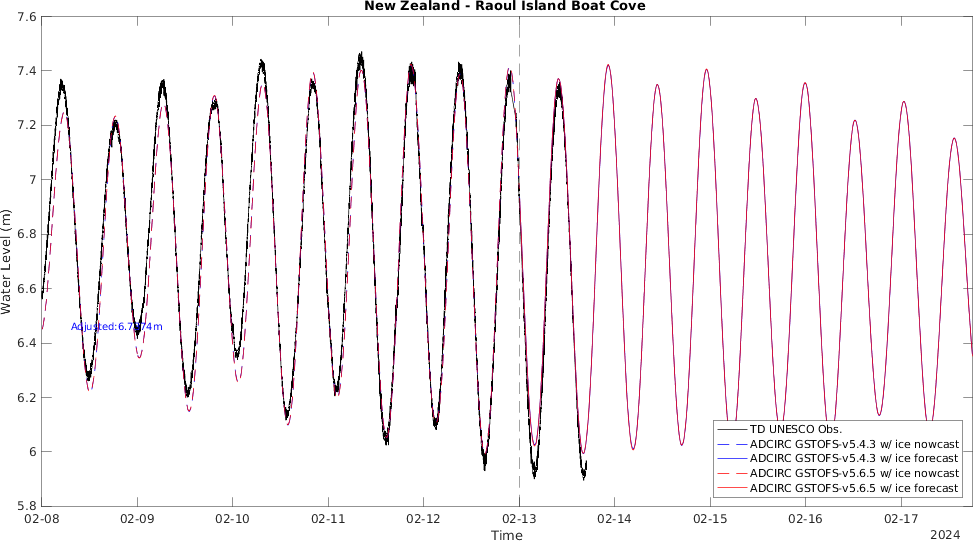 New Zealand - Raoul Island Boat Cove
7.6
7.4
7.2
7
6.8
6.6
6.4
6.2
6
5.8
Water Level (m)
02-08
02-09
02-10
02-11
02-12
02-13
02-14
02-15
02-16
02-17
Time
2024
TD UNESCO Obs.
ADCIRC GSTOFS-v5.4.3 w/ ice nowcast
ADCIRC GSTOFS-v5.4.3 w/ ice forecast
ADCIRC GSTOFS-v5.6.5 w/ ice nowcast
ADCIRC GSTOFS-v5.6.5 w/ ice forecast